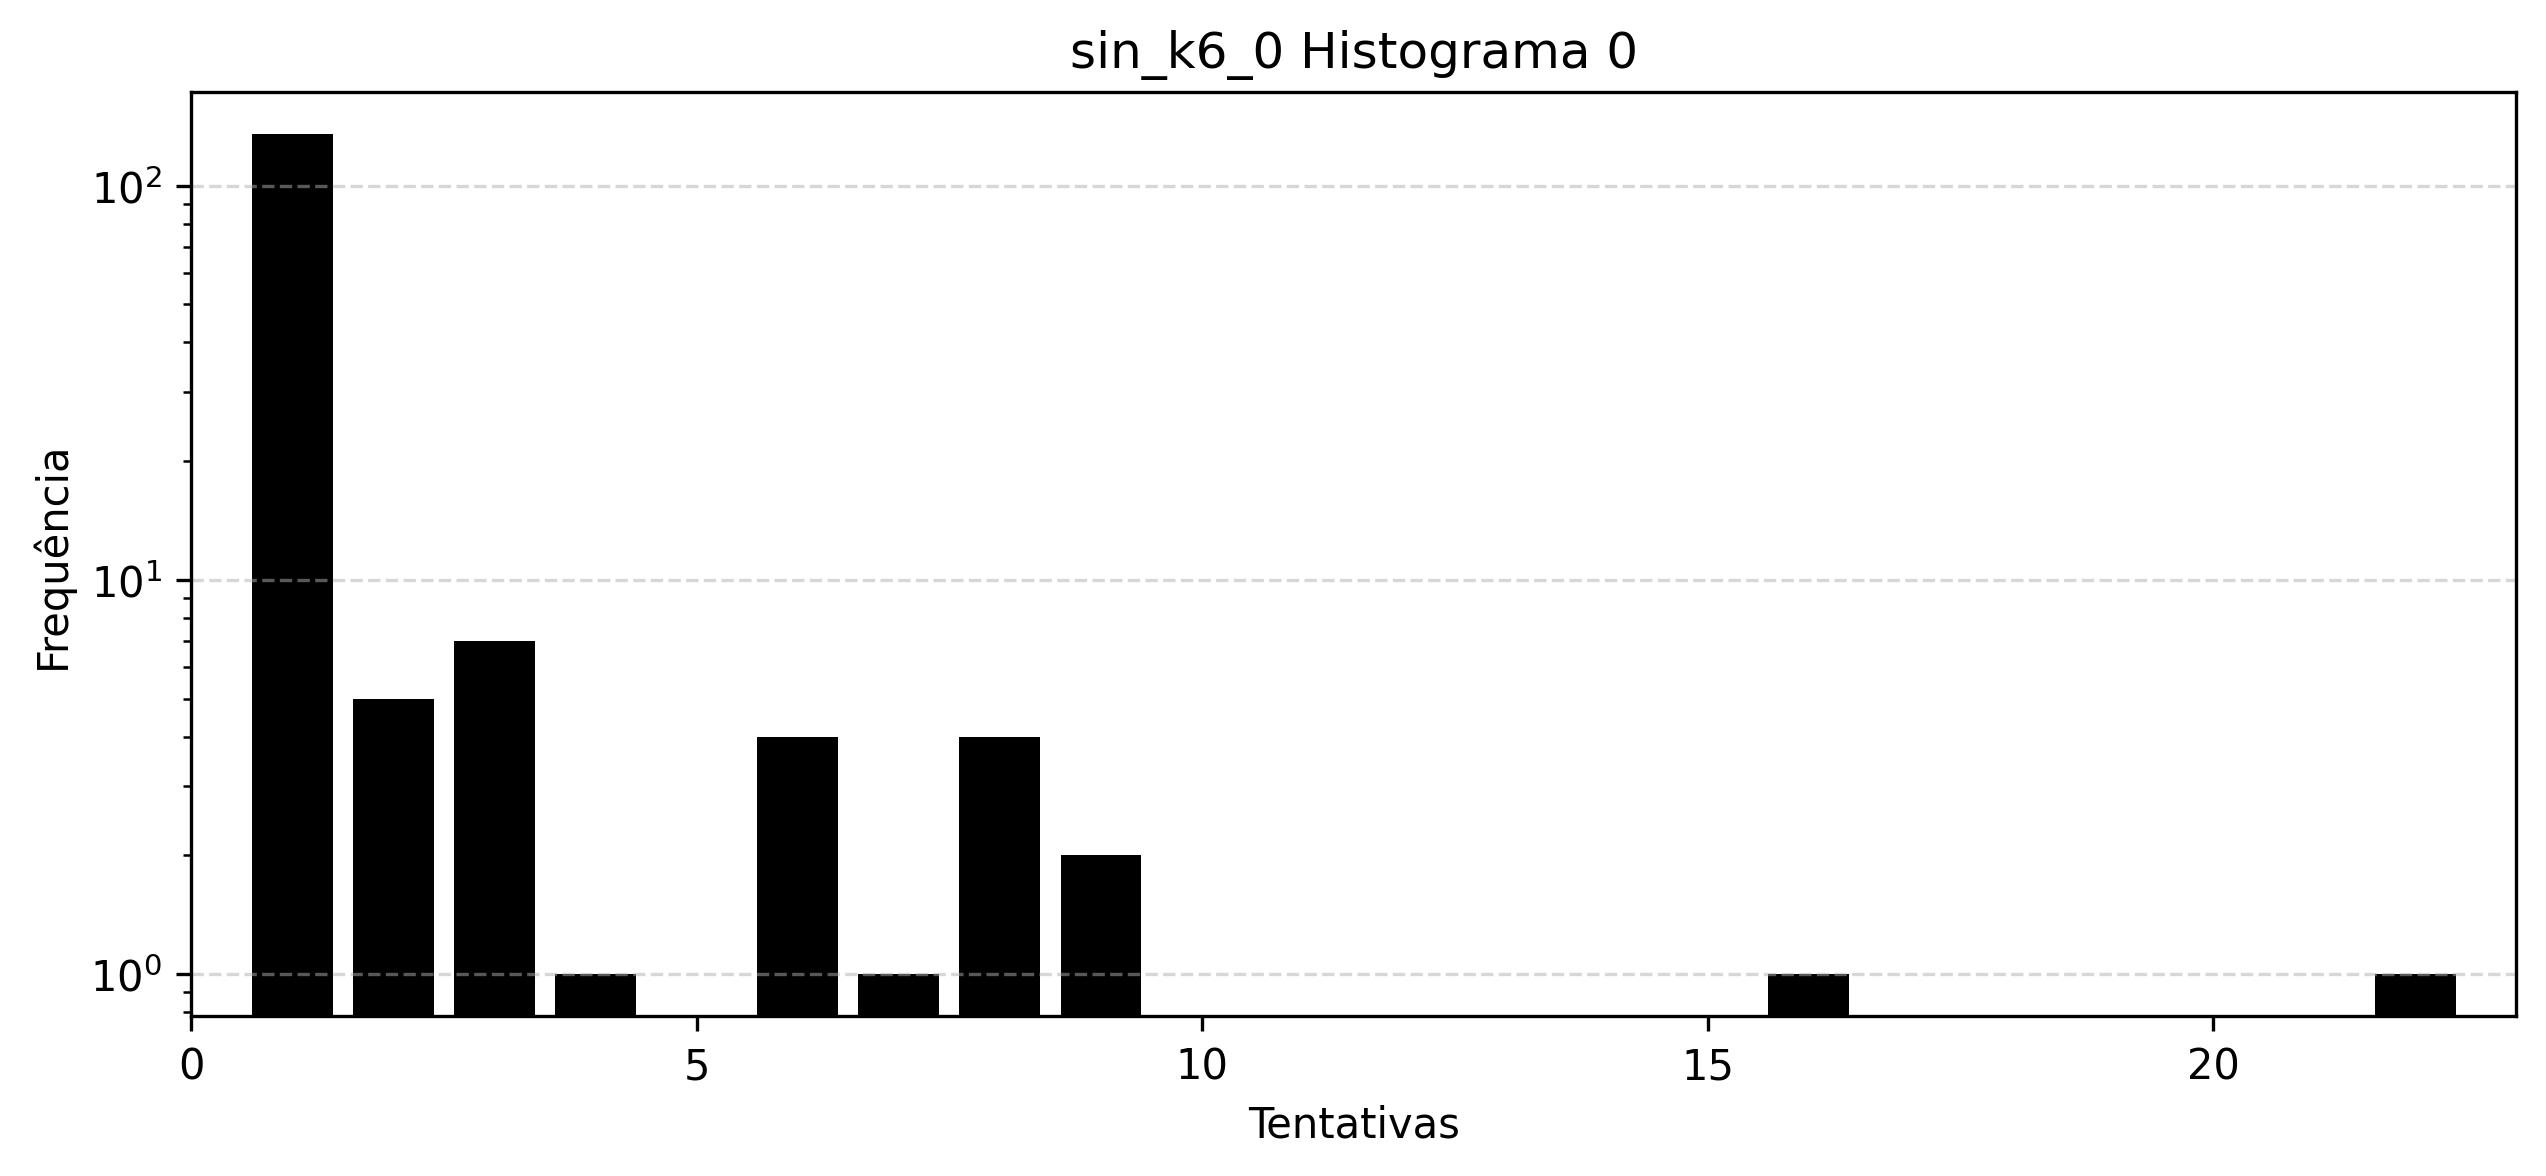 sin_k6_0 Histograma 0
Frequência
10²
10¹
10⁰
0 5 10 15 20
Tentativas